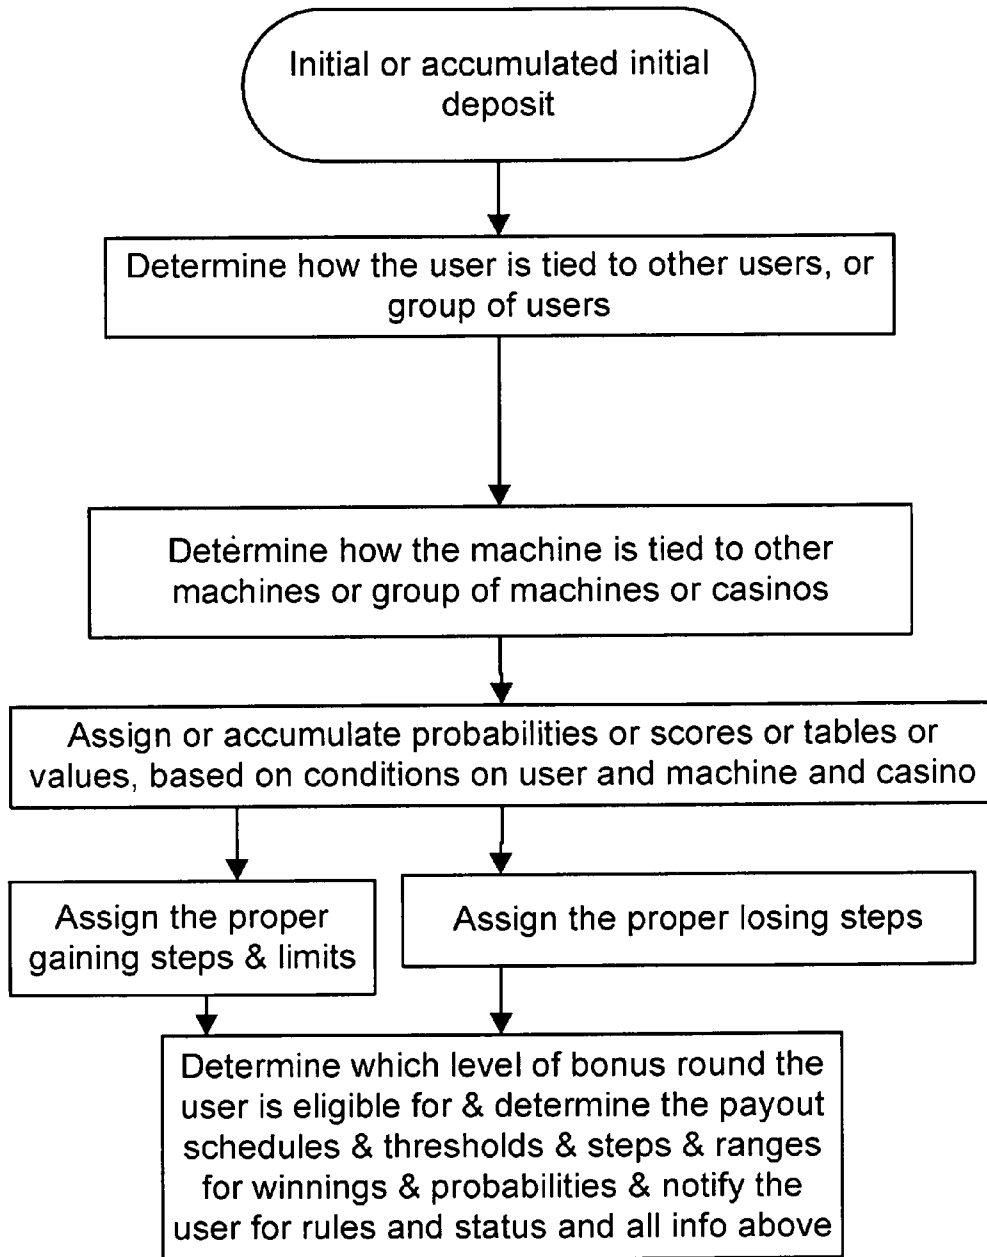 Initial or accumulated initial
deposit
Determine how the user is tied to other users, or
group of users
Determine how the machine is tied to other
machines or group of machines or casinos
Assign or accumulate probabilities or scores or tables or
values, based on conditions on user and machine and casino
Assign the proper
gaining steps & limits
Assign the proper losing steps
Determine which level of bonus round the
user is eligible for & determine the payout
schedules & thresholds & steps & ranges
for winnings & probabilities & notify the
user for rules and status and all info above